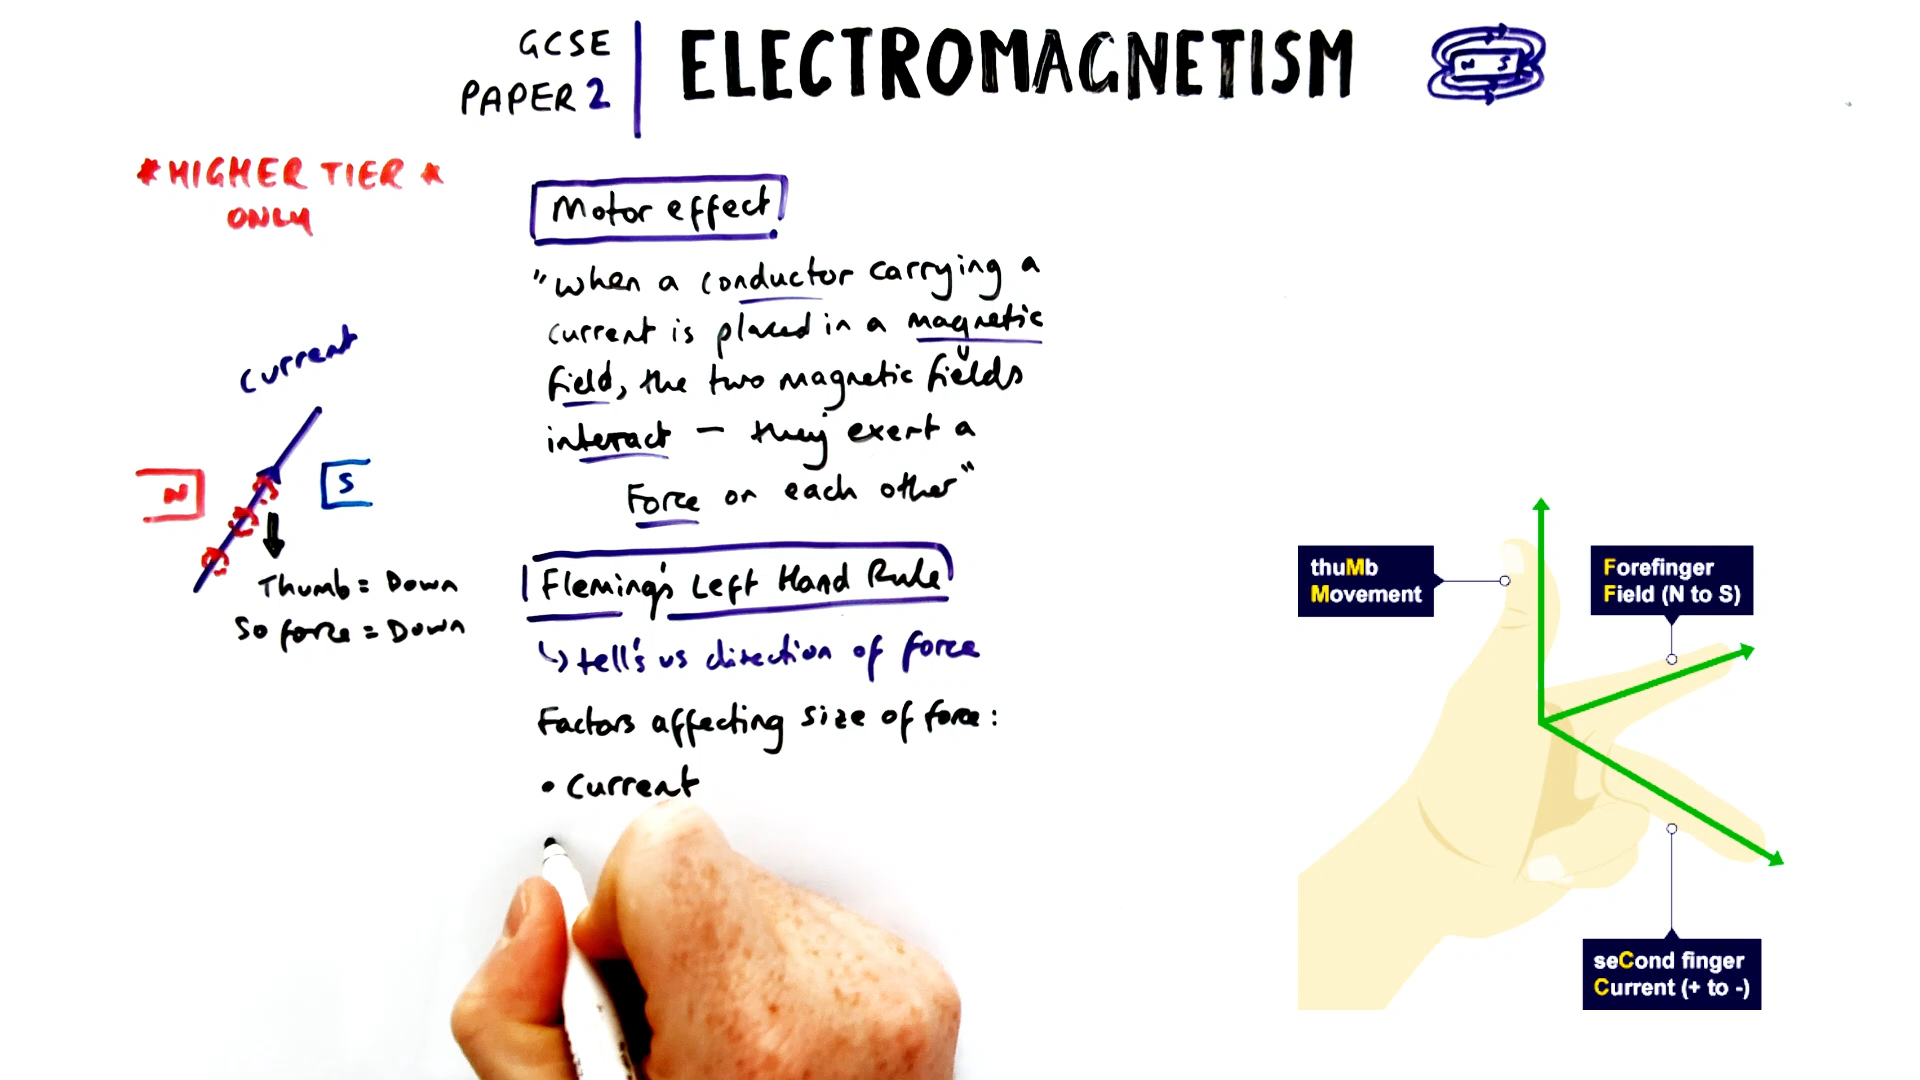 GCSE
PAPER 2
ELECTROMAGNETISM
N S
* HIGHER TIER *
ONLY
Motor effect
"when a conductor carrying a
current is placed in a magnetic
field, the two magnetic fields
interact – they exert a
Force on each other"
Current
N
S
Thumb = Down
So force = Down
Fleming's Left Hand Rule
↳ tell's us direction of force
Factors affecting size of force:
• Current
thuMb
Movement
Forefinger
Field (N to S)
seCond finger
Current (+ to -)